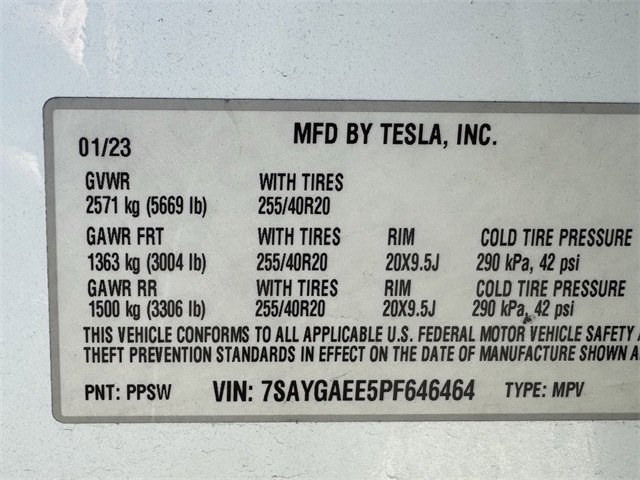 01/23 MFD BY TESLA, INC.
GVWR WITH TIRES
2571 kg (5669 lb) 255/40R20
GAWR FRT WITH TIRES RIM COLD TIRE PRESSURE
1363 kg (3004 lb) 255/40R20 20X9.5J 290 kPa, 42 psi
GAWR RR WITH TIRES RIM COLD TIRE PRESSURE
1500 kg (3306 lb) 255/40R20 20X9.5J 290 kPa, 42 psi
THIS VEHICLE CONFORMS TO ALL APPLICABLE U.S. FEDERAL MOTOR VEHICLE SAFETY
THEFT PREVENTION STANDARDS IN EFFECT ON THE DATE OF MANUFACTURE SHOWN
PNT: PPSW VIN: 7SAYGAEE5PF646464 TYPE: MPV